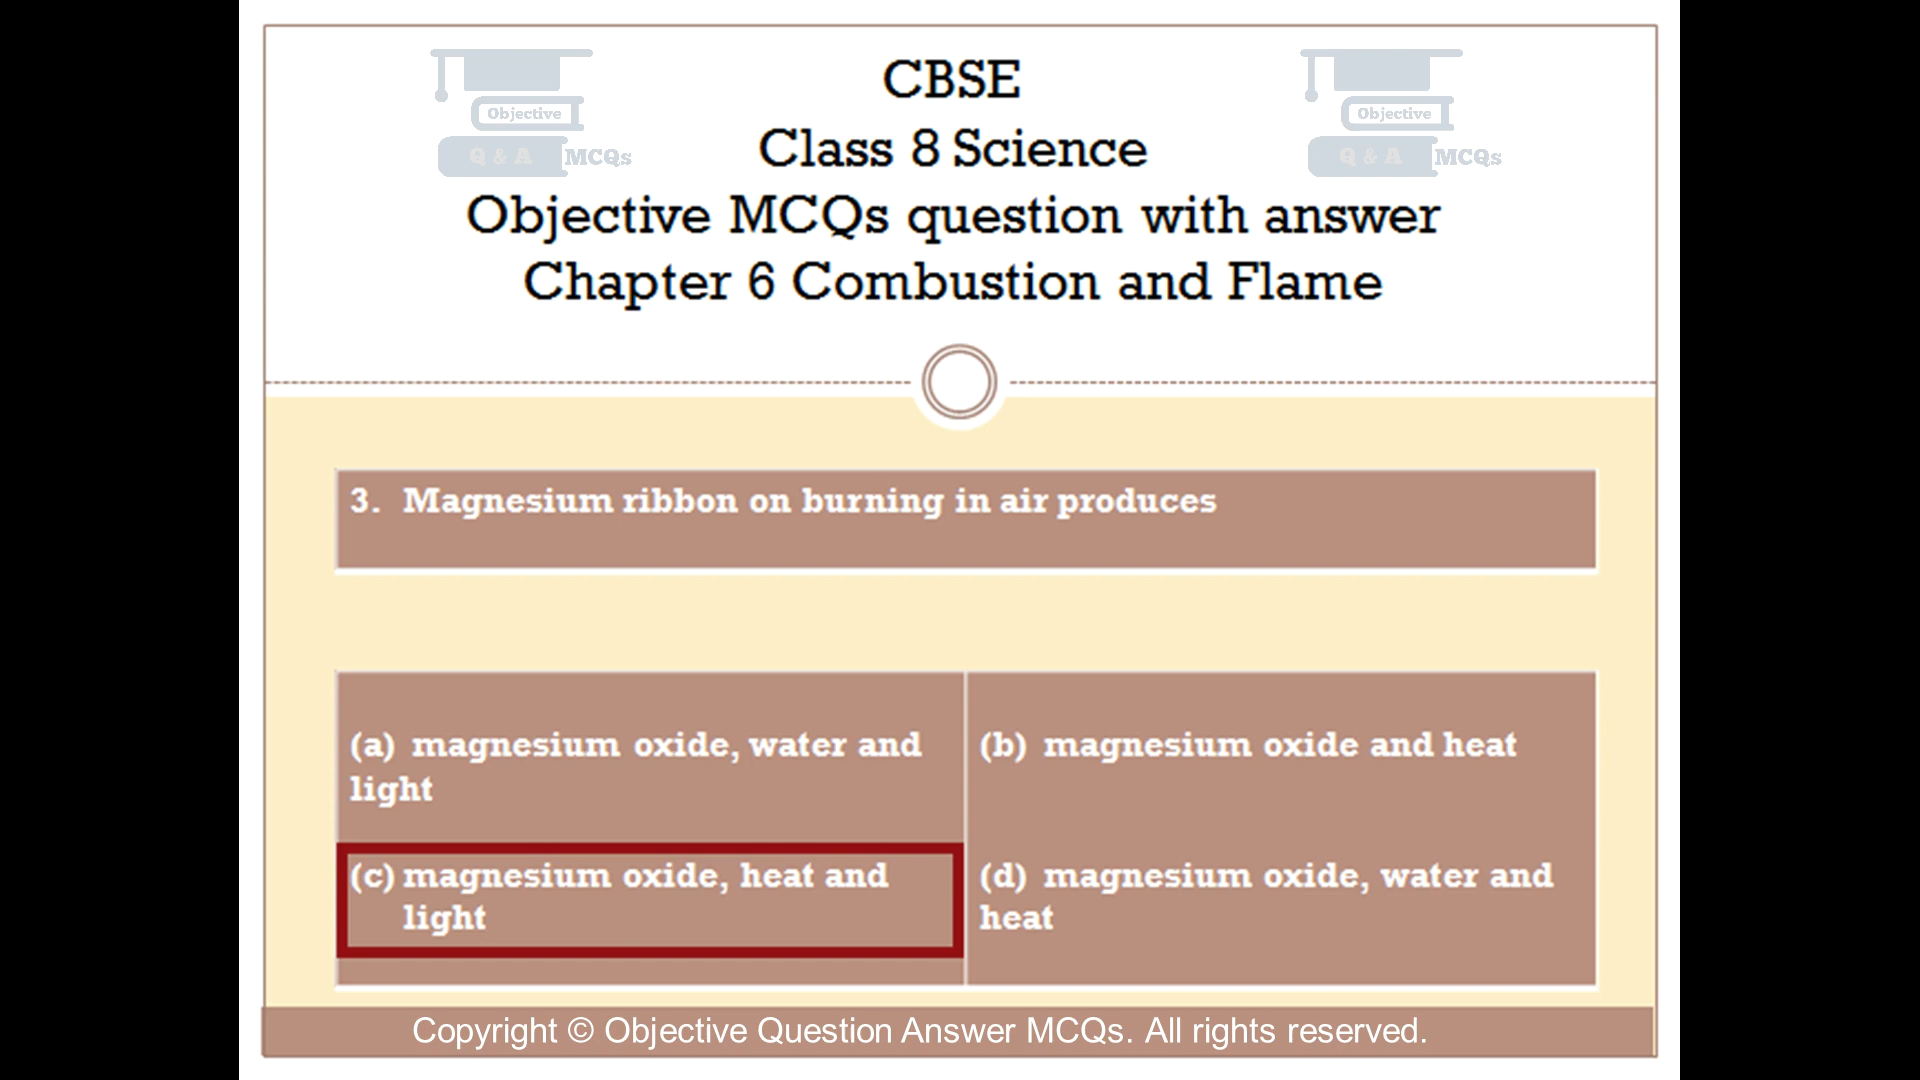 CBSE
Class 8 Science
Objective MCQs question with answer
Chapter 6 Combustion and Flame
Objective
Q & A MCQs
Objective
Q & A MCQs
3. Magnesium ribbon on burning in air produces
(a) magnesium oxide, water and
light
(b) magnesium oxide and heat
(c) magnesium oxide, heat and
light
(d) magnesium oxide, water and
heat
Copyright © Objective Question Answer MCQs. All rights reserved.